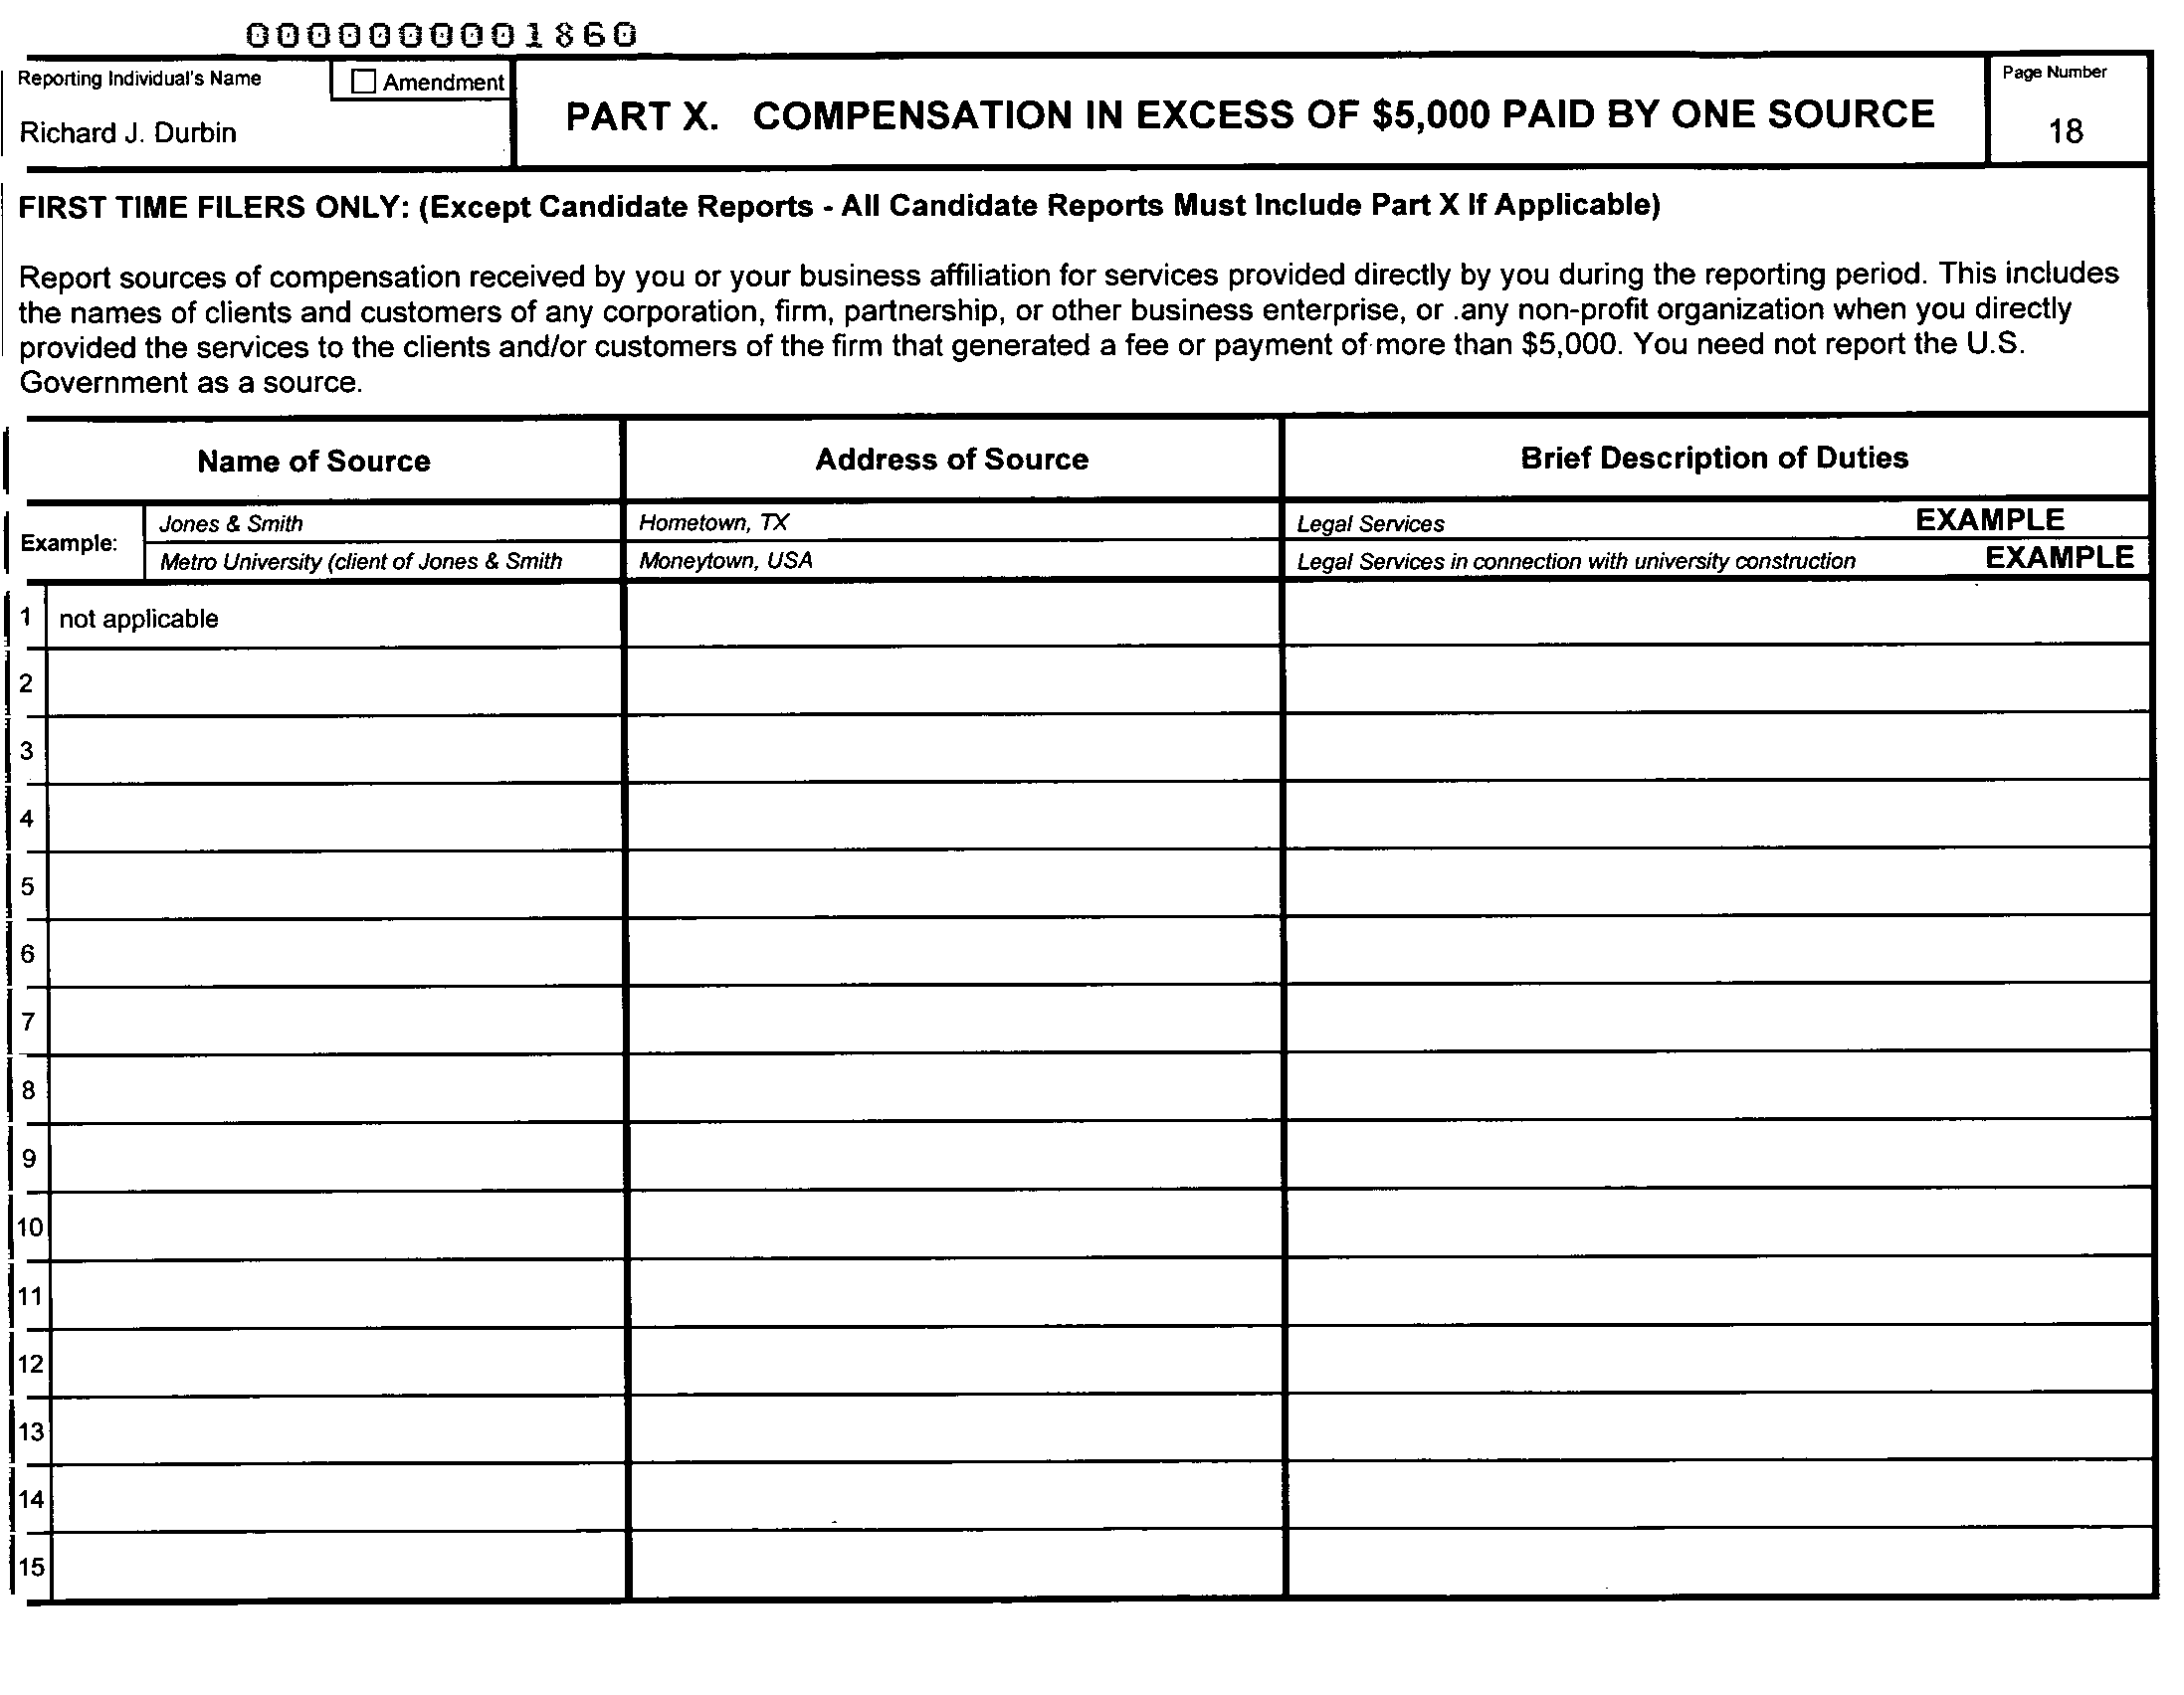 0000000001860
Reporting Individual's Name
Amendment
Richard J. Durbin
PART X. COMPENSATION IN EXCESS OF $5,000 PAID BY ONE SOURCE
Page Number
18
FIRST TIME FILERS ONLY: (Except Candidate Reports - All Candidate Reports Must Include Part X If Applicable)
Report sources of compensation received by you or your business affiliation for services provided directly by you during the reporting period. This includes
the names of clients and customers of any corporation, firm, partnership, or other business enterprise, or .any non-profit organization when you directly
provided the services to the clients and/or customers of the firm that generated a fee or payment of more than $5,000. You need not report the U.S.
Government as a source.
Name of Source Address of Source Brief Description of Duties
Example:
Jones & Smith Hometown, TX Legal Services EXAMPLE
Metro University (client of Jones & Smith Moneytown, USA Legal Services in connection with university construction EXAMPLE
1 not applicable
2
3
4
5
6
7
8
9
10
11
12
13
14
15